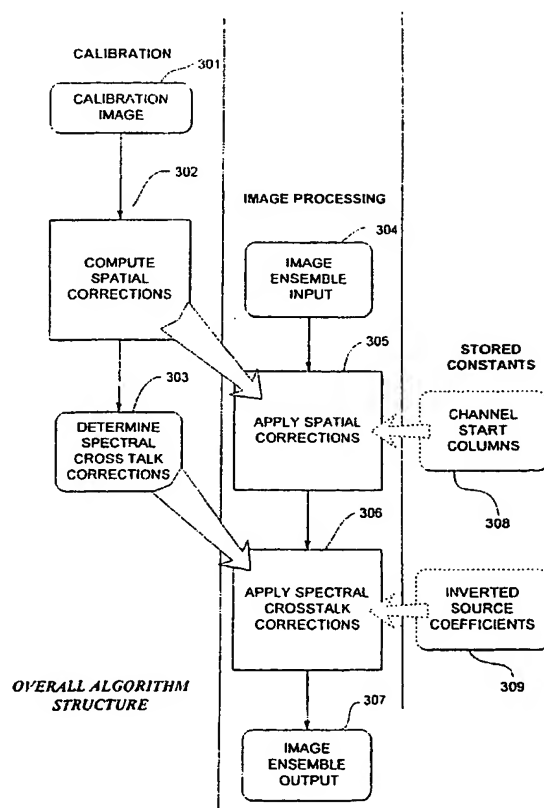 CALIBRATION
301
CALIBRATION
IMAGE
302
COMPUTE
SPATIAL
CORRECTIONS
303
DETERMINE
SPECTRAL
CROSS TALK
CORRECTIONS
OVERALL ALGORITHM
STRUCTURE
IMAGE PROCESSING
304
IMAGE
ENSEMBLE
INPUT
305
APPLY SPATIAL
CORRECTIONS
306
APPLY SPECTRAL
CROSSTALK
CORRECTIONS
307
IMAGE
ENSEMBLE
OUTPUT
STORED
CONSTANTS
CHANNEL
START
COLUMNS
308
INVERTED
SOURCE
COEFFICIENTS
309